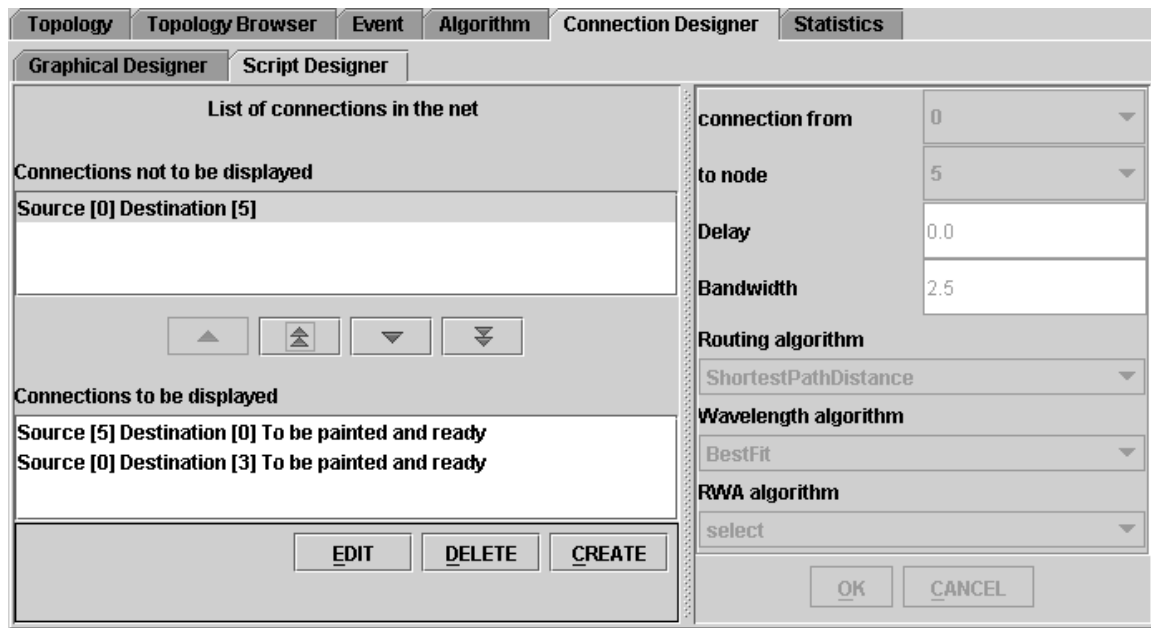 Topology Topology Browser Event Algorithm Connection Designer Statistics
Graphical Designer Script Designer
List of connections in the net
Connections not to be displayed
Source [0] Destination [5]
Connections to be displayed
Source [5] Destination [0] To be painted and ready
Source [0] Destination [3] To be painted and ready
EDIT DELETE CREATE
connection from 0
to node 5
Delay 0.0
Bandwidth 2.5
Routing algorithm
ShortestPathDistance
Wavelength algorithm
BestFit
RWA algorithm
select
OK CANCEL